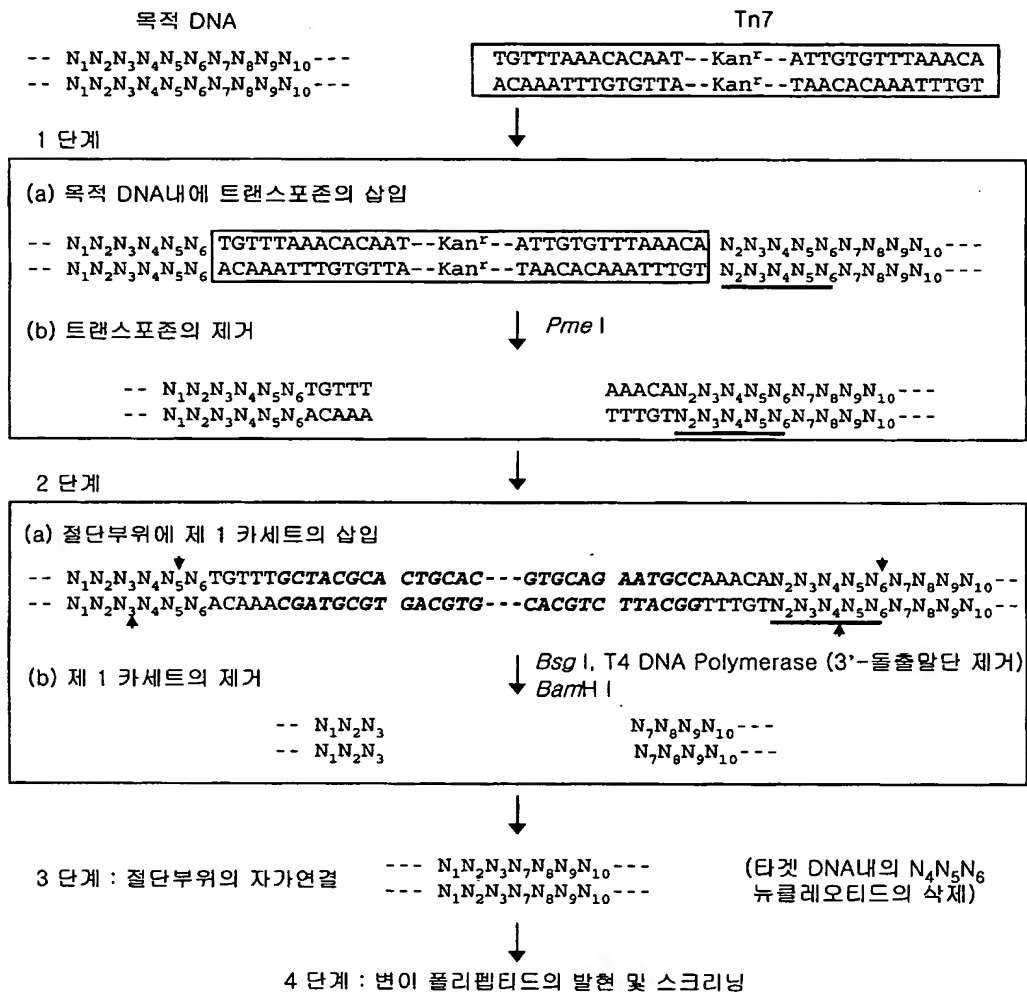 목적 DNA
Tn7
-- N₁N₂N₃N₄N₅N₆N₇N₈N₉N₁₀---
-- N₁N₂N₃N₄N₅N₆N₇N₈N₉N₁₀---
TGTTTAAACACAAT--Kanʳ--ATTGTGTTTAAACA
ACAAATTTGTGTTA--Kanʳ--TAACACAAATTTGT
1 단계
(a) 목적 DNA내에 트랜스포존의 삽입
-- N₁N₂N₃N₄N₅N₆ TGTTTAAACACAAT--Kanʳ--ATTGTGTTTAAACA N₂N₃N₄N₅N₆N₇N₈N₉N₁₀---
-- N₁N₂N₃N₄N₅N₆ ACAAATTTGTGTTA--Kanʳ--TAACACAAATTTGT N₂N₃N₄N₅N₆N₇N₈N₉N₁₀---
(b) 트랜스포존의 제거
Pme I
-- N₁N₂N₃N₄N₅N₆TGTTT AAACAN₂N₃N₄N₅N₆N₇N₈N₉N₁₀---
-- N₁N₂N₃N₄N₅N₆ACAAA TTTGTN₂N₃N₄N₅N₆N₇N₈N₉N₁₀---
2 단계
(a) 절단부위에 제 1 카세트의 삽입
-- N₁N₂N₃N₄N₅N₆TGTTTGCTACGCA CTGCAC---GTGCAG AATGCCAAACAN₂N₃N₄N₅N₆N₇N₈N₉N₁₀--
-- N₁N₂N₃N₄N₅N₆ACAAACGATGCGT GACGTG---CACGTC TTACGGTTTGTN₂N₃N₄N₅N₆N₇N₈N₉N₁₀--
(b) 제 1 카세트의 제거
Bsg I, T4 DNA Polymerase (3'-돌출말단 제거)
BamH I
-- N₁N₂N₃ N₇N₈N₉N₁₀---
-- N₁N₂N₃ N₇N₈N₉N₁₀---
3 단계 : 절단부위의 자가연결
--- N₁N₂N₃N₇N₈N₉N₁₀---
--- N₁N₂N₃N₇N₈N₉N₁₀---
(타겟 DNA내의 N₄N₅N₆
뉴클레오티드의 삭제)
4 단계 : 변이 폴리펩티드의 발현 및 스크리닝